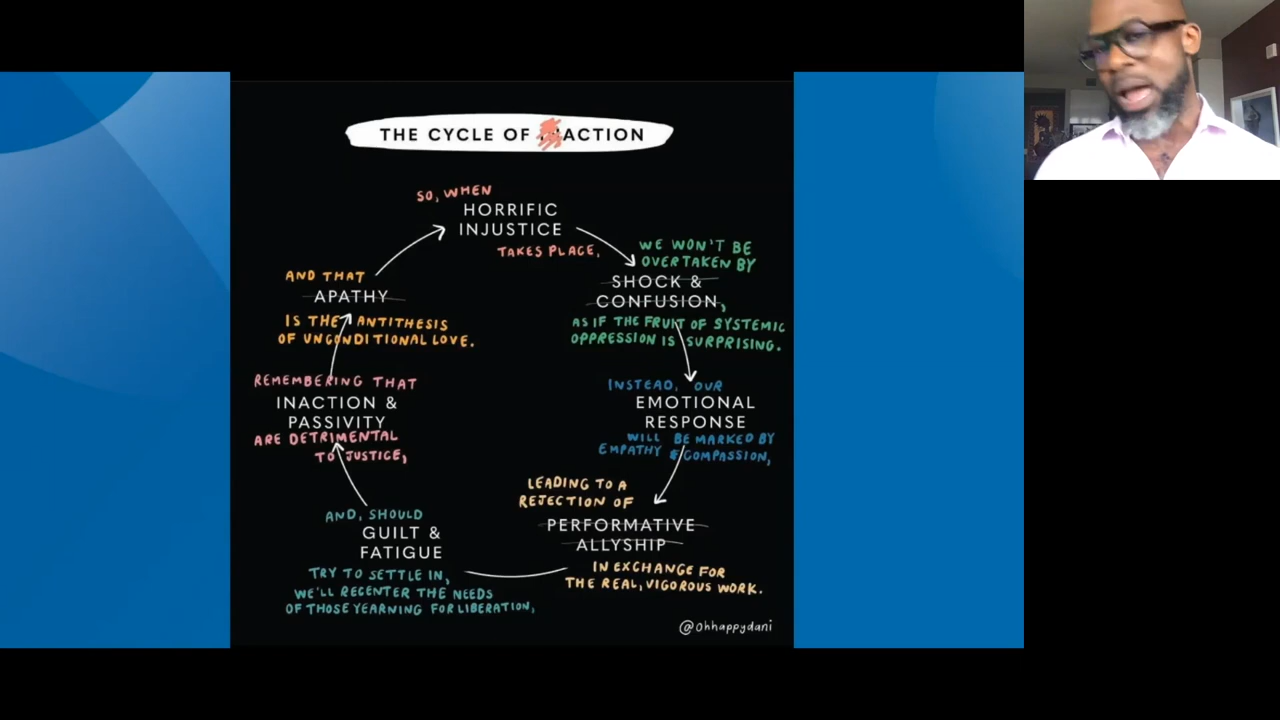 THE CYCLE OF ACTION
SO, WHEN
HORRIFIC
INJUSTICE
TAKES PLACE,
WE WON'T BE
OVERTAKEN BY
SHOCK &
CONFUSION,
AS IF THE FRUIT OF SYSTEMIC
OPPRESSION IS SURPRISING.
INSTEAD, OUR
EMOTIONAL
RESPONSE
WILL BE MARKED BY
EMPATHY & COMPASSION,
LEADING TO A
REJECTION OF
PERFORMATIVE
ALLYSHIP
IN EXCHANGE FOR
THE REAL, VIGOROUS WORK.
AND, SHOULD
GUILT &
FATIGUE
TRY TO SETTLE IN,
WE'LL RECENTER THE NEEDS
OF THOSE YEARNING FOR LIBERATION,
REMEMBERING THAT
INACTION &
PASSIVITY
ARE DETRIMENTAL
TO JUSTICE,
AND THAT
APATHY
IS THE ANTITHESIS
OF UNCONDITIONAL LOVE.
@ohhappydani